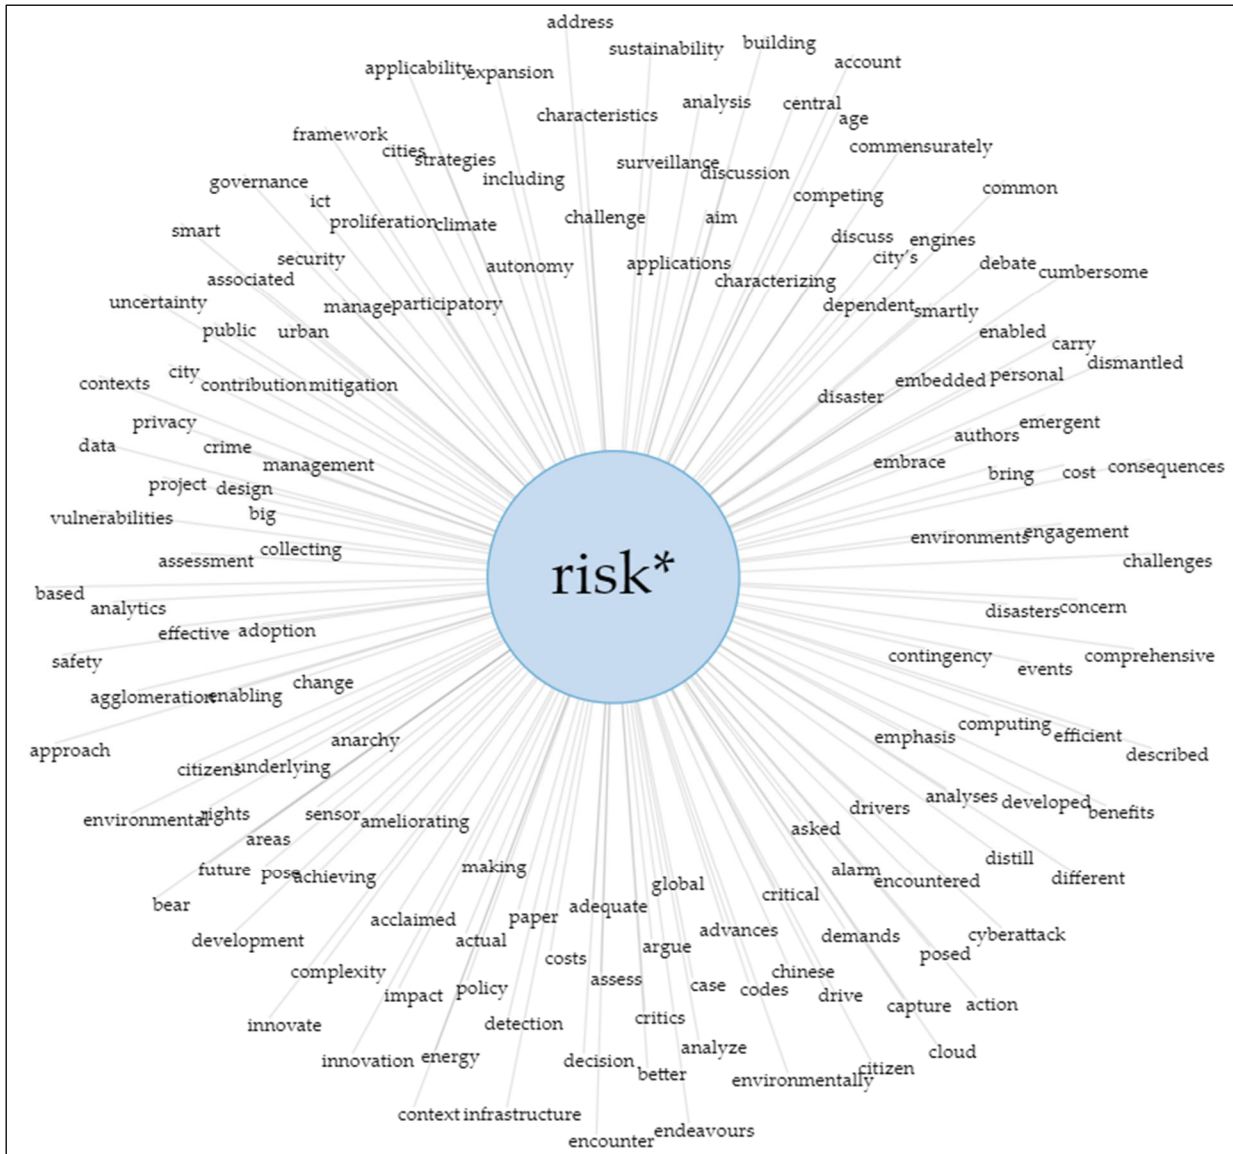 address
sustainability
building
account
applicability
expansion
characteristics
analysis
central
age
framework
cities
strategies
including
surveillance
discussion
commensurately
governance
ict
proliferation
climate
challenge
aim
competing
common
smart
security
autonomy
applications
characterizing
discuss
city's
engines
debate
cumbersome
associated
uncertainty
manage
participatory
dependent
smartly
public
urban
enabled
carry
dismantled
contexts
city
contribution
mitigation
disaster
embedded
personal
privacy
data
crime
management
authors
emergent
embrace
bring
cost
consequences
project
design
vulnerabilities
big
environments
engagement
assessment
collecting
challenges
risk*
based
analytics
disasters
concern
effective
adoption
safety
contingency
events
comprehensive
agglomeration
enabling
change
approach
anarchy
emphasis
computing
efficient
described
citizens
underlying
environmental
rights
sensor
ameliorating
areas
drivers
analyses
developed
benefits
asked
future
pose
achieving
making
alarm
encountered
distill
different
bear
global
critical
development
acclaimed
actual
paper
adequate
argue
advances
demands
cyberattack
posed
complexity
impact
policy
costs
assess
case
codes
chinese
drive
capture
action
innovate
detection
critics
innovation
energy
decision
better
analyze
environmentally
citizen
cloud
context
infrastructure
encounter
endeavours